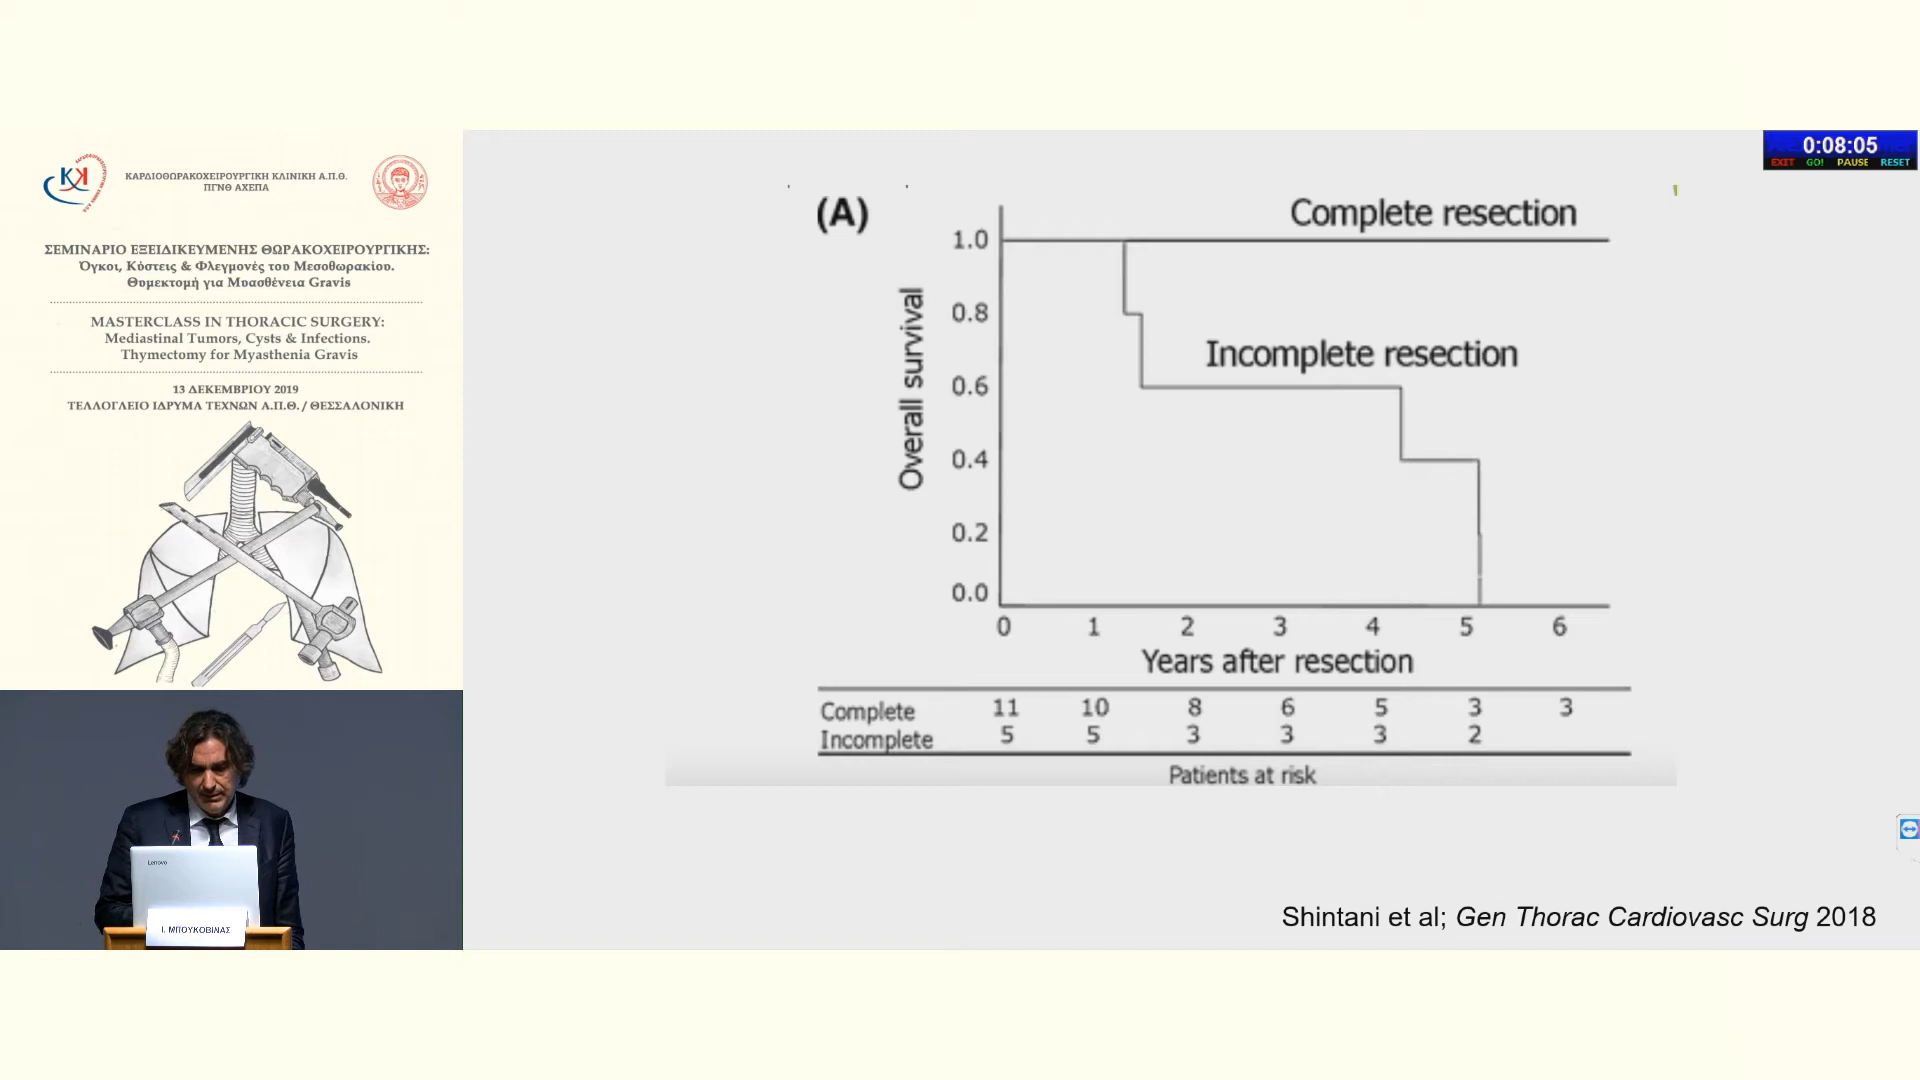 ΚΚ
ΚΑΡΔΙΟΘΩΡΑΚΟΧΕΙΡΟΥΡΓΙΚΗ ΚΛΙΝΙΚΗ Α.Π.Θ.
ΠΓΝΘ ΑΧΕΠΑ
ΣΕΜΙΝΑΡΙΟ ΕΞΕΙΔΙΚΕΥΜΕΝΗΣ ΘΩΡΑΚΟΧΕΙΡΟΥΡΓΙΚΗΣ:
Όγκοι, Κύστεις & Φλεγμονές του Μεσοθωρακίου.
Θυμεκτομή για Μυασθένεια Gravis
MASTERCLASS IN THORACIC SURGERY:
Mediastinal Tumors, Cysts & Infections.
Thymectomy for Myasthenia Gravis
13 ΔΕΚΕΜΒΡΙΟΥ 2019
ΤΕΛΛΟΓΛΕΙΟ ΙΔΡΥΜΑ ΤΕΧΝΩΝ Α.Π.Θ. / ΘΕΣΣΑΛΟΝΙΚΗ
Lenovo
Ι. ΜΠΟΥΚΟΒΙΝΑΣ
0:08:05
EXIT GO! PAUSE RESET
(A)
Complete resection
Incomplete resection
Overall survival
1.0
0.8
0.6
0.4
0.2
0.0
0 1 2 3 4 5 6
Years after resection
Complete 11 10 8 6 5 3 3
Incomplete 5 5 3 3 3 2
Patients at risk
Shintani et al; Gen Thorac Cardiovasc Surg 2018